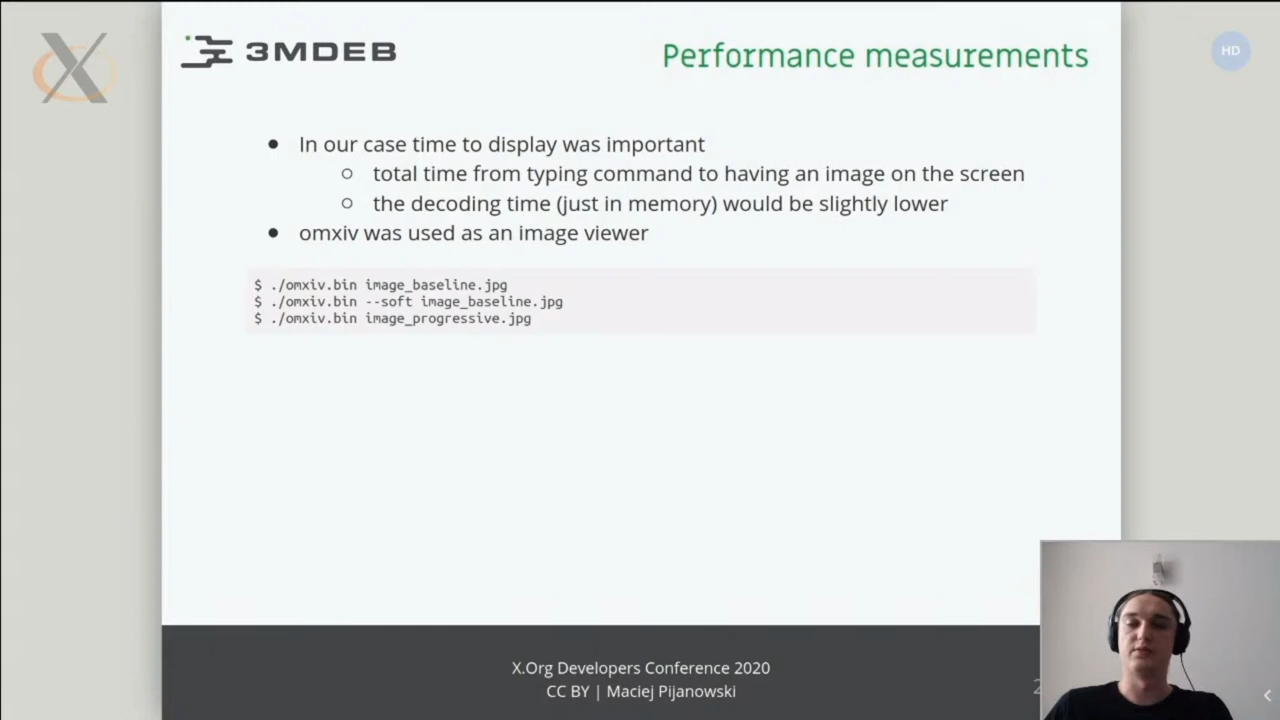 3MDEB
Performance measurements
HD
In our case time to display was important
total time from typing command to having an image on the screen
the decoding time (just in memory) would be slightly lower
omxiv was used as an image viewer
$ ./omxiv.bin image_baseline.jpg
$ ./omxiv.bin --soft image_baseline.jpg
$ ./omxiv.bin image_progressive.jpg
X.Org Developers Conference 2020
CC BY | Maciej Pijanowski